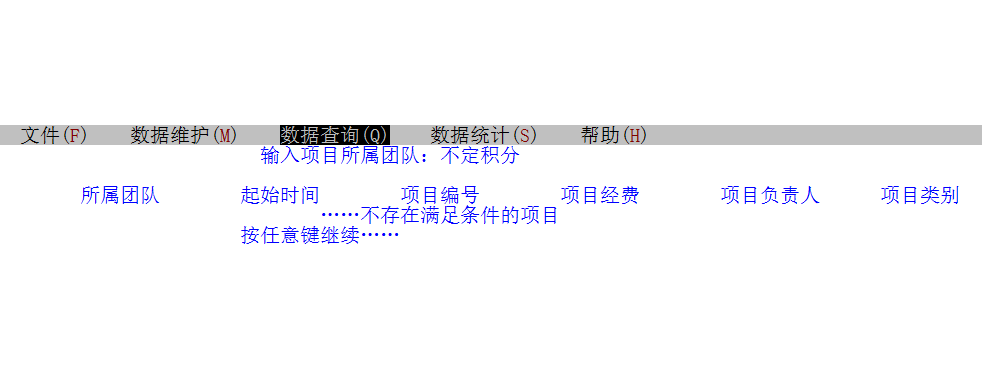 文件(F) 数据维护(M) 数据查询(Q) 数据统计(S) 帮助(H)
输入项目所属团队：不定积分
所属团队 起始时间 项目编号 项目经费 项目负责人 项目类别
……不存在满足条件的项目
按任意键继续……